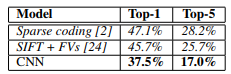 Model Top-1 Top-5
Sparse coding [2] 47.1% 28.2%
SIFT + FVs [24] 45.7% 25.7%
CNN 37.5% 17.0%